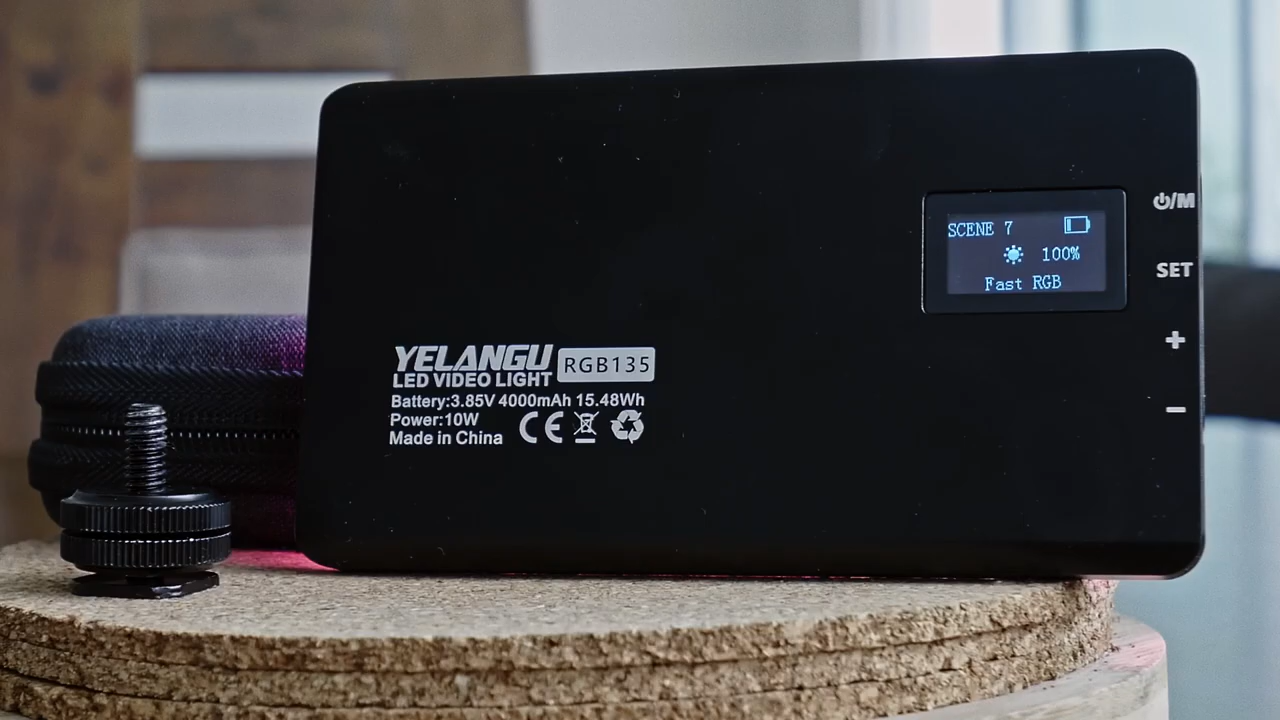 YELANGU RGB135
LED VIDEO LIGHT
Battery:3.85V 4000mAh 15.48Wh
Power:10W
Made in China CE
SCENE 7
100%
Fast RGB
⏻/M
SET
+
−